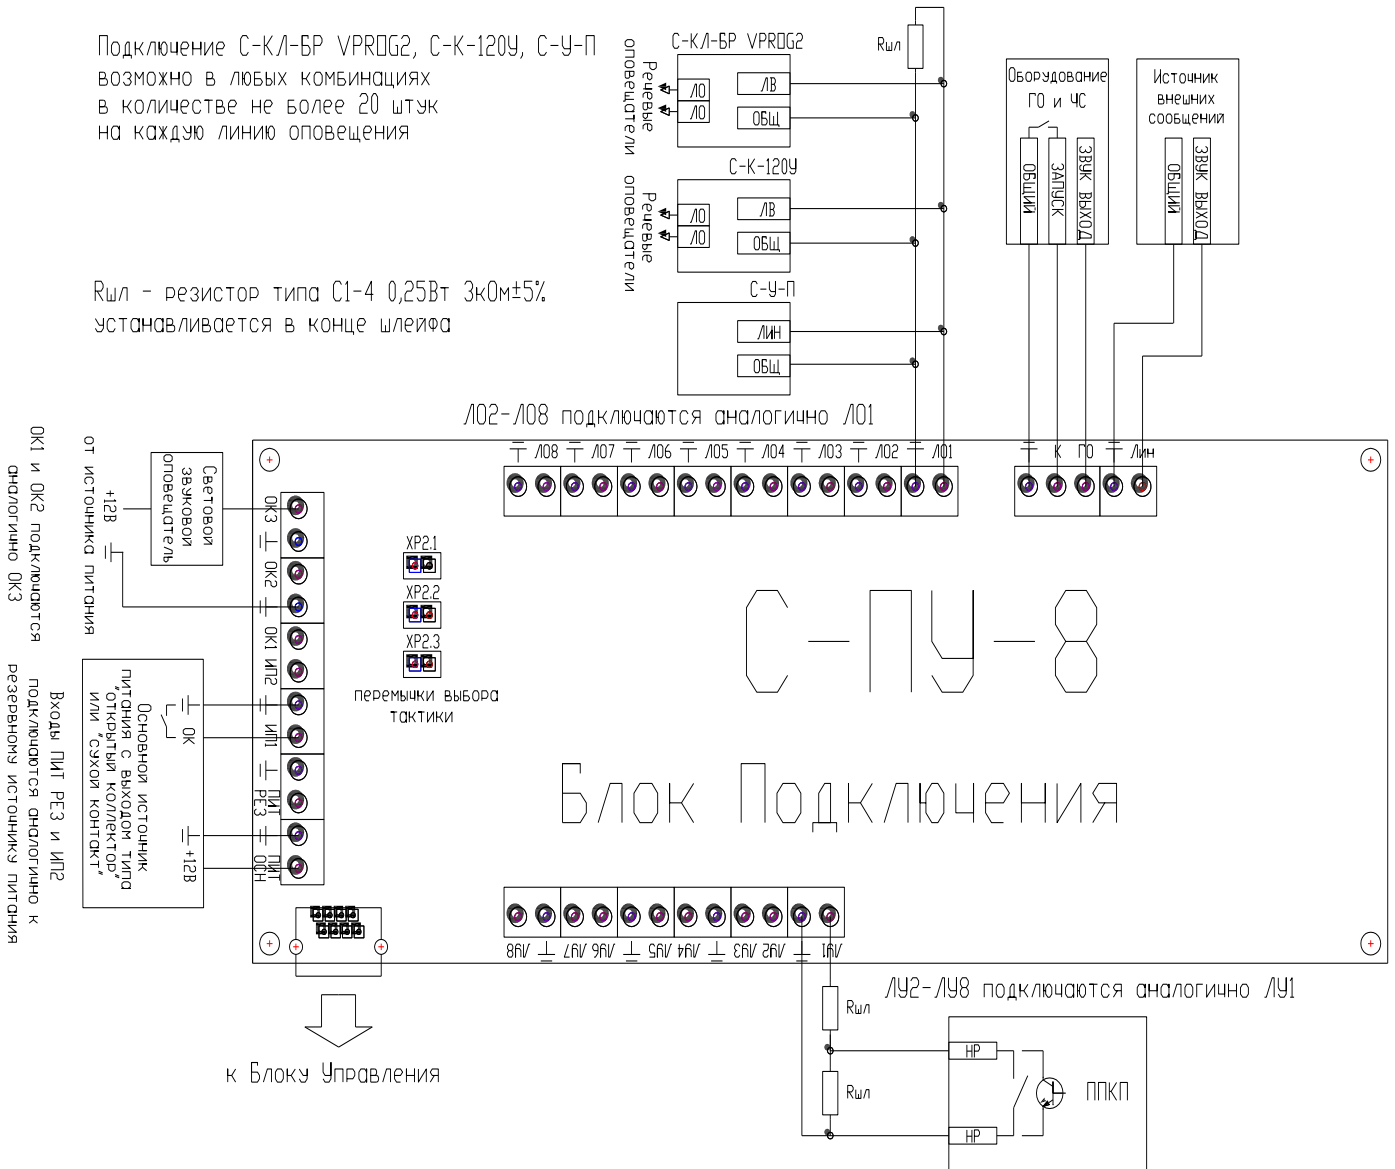 Подключение С-КЛ-БР VPROG2, С-К-120У, С-У-П
возможно в любых комбинациях
в количестве не более 20 штук
на каждую линию оповещения
Rшл - резистор типа С1-4 0,25Вт 3кОм±5%
устанавливается в конце шлейфа
С-КЛ-БР VPROG2
Речевые
оповещатели
ЛО
ЛО
ЛВ
ОБЩ
С-К-120У
Речевые
оповещатели
ЛО
ЛО
ЛВ
ОБЩ
С-У-П
ЛИН
ОБЩ
Rшл
Оборудование
ГО и ЧС
ОБЩИЙ
ЗАПУСК
ЗВУК ВЫХОД
Источник
внешних
сообщений
ОБЩИЙ
ЗВУК ВЫХОД
ЛО2-ЛО8 подключаются аналогично ЛО1
ЛО8
ЛО7
ЛО6
ЛО5
ЛО4
ЛО3
ЛО2
ЛО1
К
ГО
Лин
ОК1 и ОК2 подключаются
аналогично ОК3
от источника питания
+12В
Световой
звуковой
оповещатель
ОК3
ОК2
ОК1
ИП2
ИП1
ПИТ
РЕЗ
ПИТ
ОСН
XP2.1
XP2.2
XP2.3
перемычки выбора
тактики
С-ПУ-8
Блок Подключения
Входы ПИТ РЕЗ и ИП2
подключаются аналогично к
резервному источнику питания
Основной источник
питания с выходом типа
"открытый коллектор"
или "сухой контакт"
ОК
+12В
к Блоку Управления
ЛУ8
ЛУ7
ЛУ6
ЛУ5
ЛУ4
ЛУ3
ЛУ2
ЛУ1
ЛУ2-ЛУ8 подключаются аналогично ЛУ1
Rшл
Rшл
НР
НР
ППКП